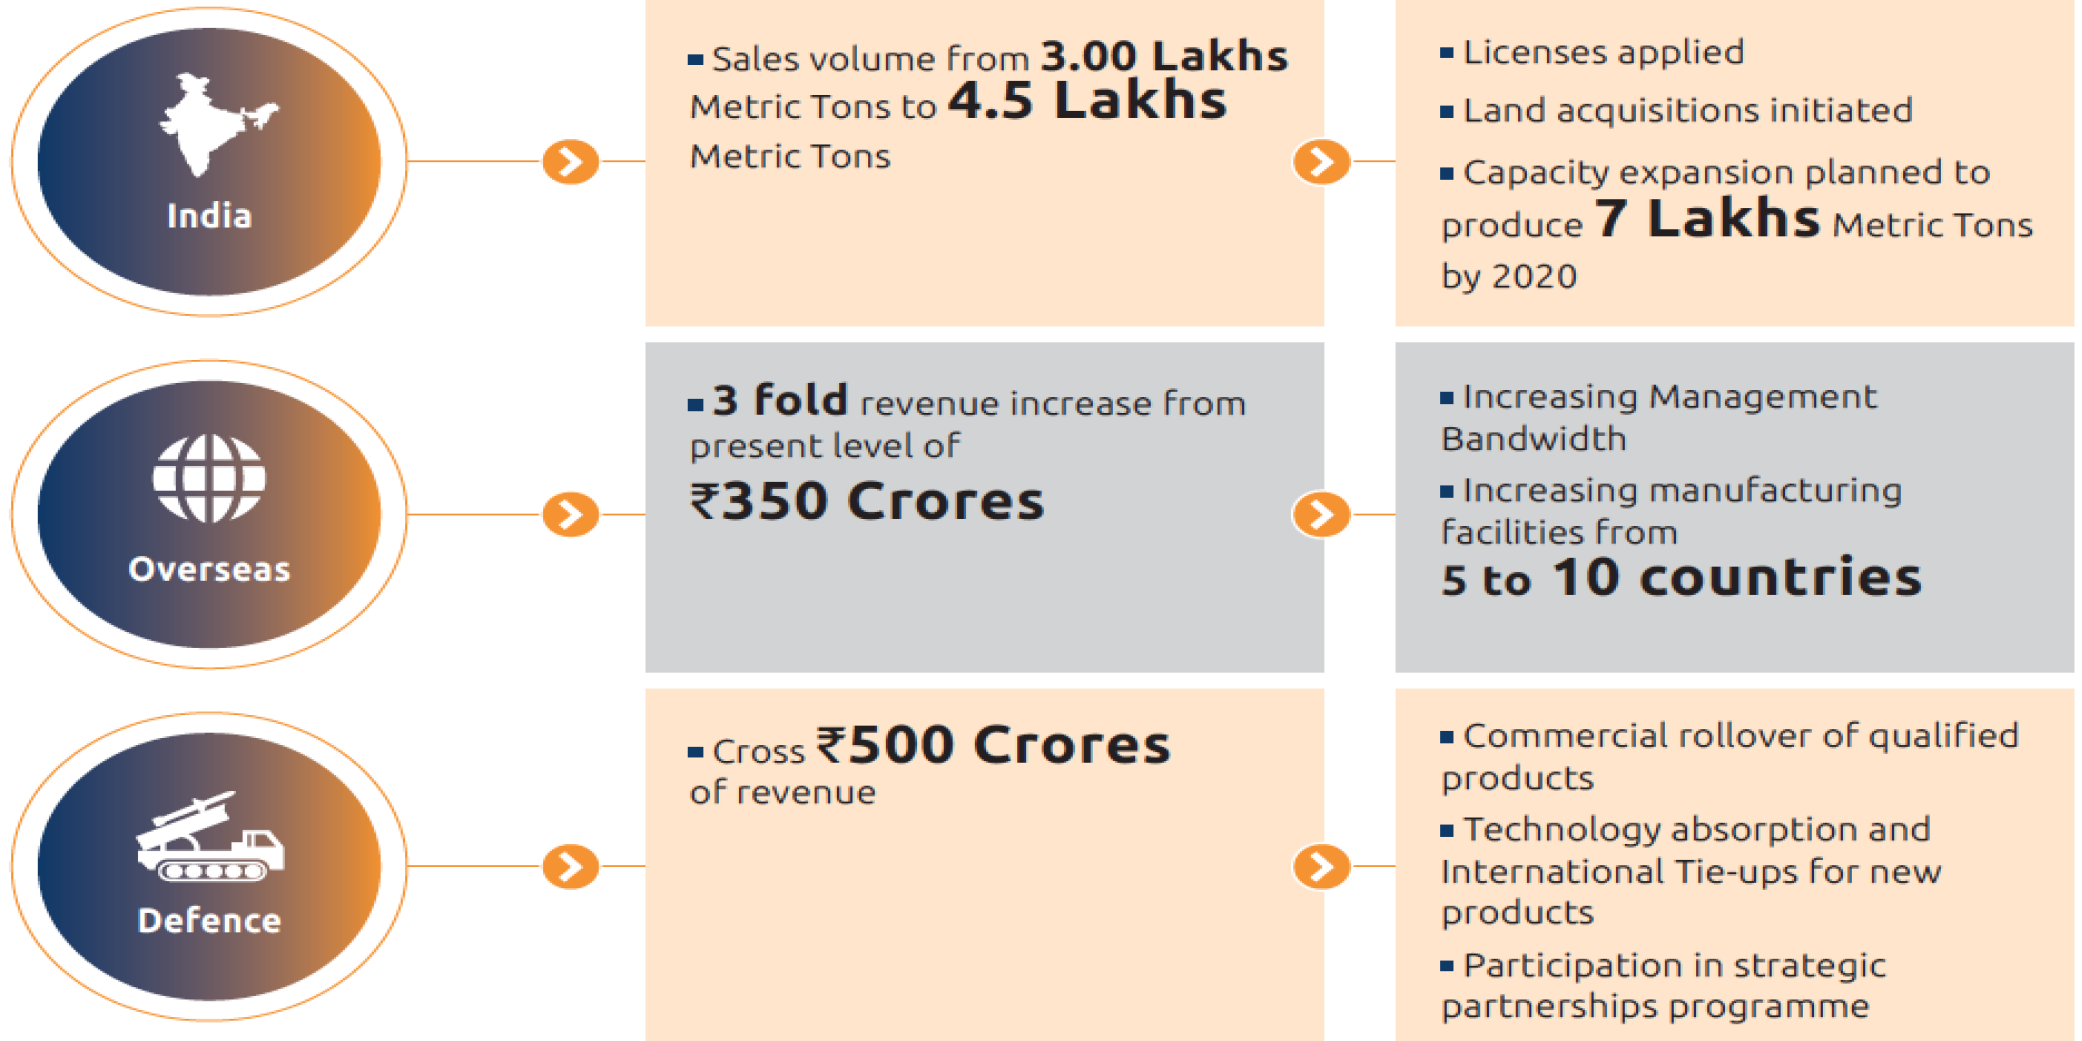 India
▪ Sales volume from 3.00 Lakhs
Metric Tons to 4.5 Lakhs
Metric Tons
▪ Licenses applied
▪ Land acquisitions initiated
▪ Capacity expansion planned to
produce 7 Lakhs Metric Tons
by 2020
Overseas
▪ 3 fold revenue increase from
present level of
₹350 Crores
▪ Increasing Management
Bandwidth
▪ Increasing manufacturing
facilities from
5 to 10 countries
Defence
▪ Cross ₹500 Crores
of revenue
▪ Commercial rollover of qualified
products
▪ Technology absorption and
International Tie-ups for new
products
▪ Participation in strategic
partnerships programme